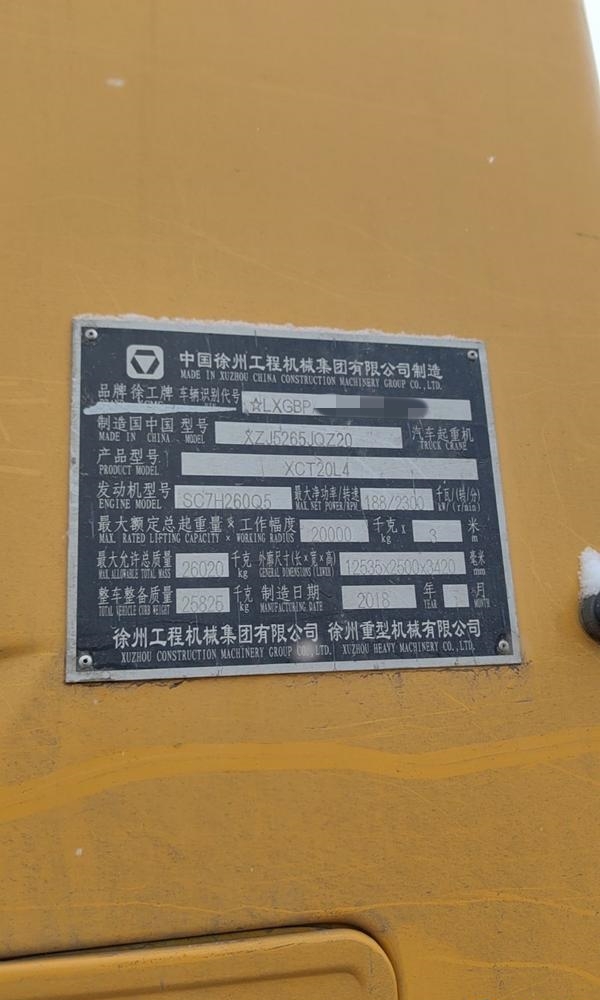 中国徐州工程机械集团有限公司制造
MADE IN XUZHOU CHINA CONSTRUCTION MACHINERY GROUP CO., LTD.
品牌 徐工牌 车辆识别代号 ☆LXGBP
制造国中国 型号 XZJ5265JQZ20 汽车起重机
MADE IN CHINA MODEL TRUCK CRANE
产品型号 XCT20L4
PRODUCT MODEL
发动机型号 SC7H260Q5 最大净功率/转速 188/2300 千瓦/(转/分)
ENGINE MODEL MAX. NET POWER/RPM kW/(r/min)
最大额定总起重量 × 工作幅度 20000 千克 x 3 米
MAX. RATED LIFTING CAPACITY × WORKING RADIUS kg m
最大允许总质量 26020 千克 外廓尺寸(长×宽×高) 12535x2500x3420 毫米
MAX. ALLOWABLE TOTAL MASS kg GENERAL DIMENSIONS (LXWXH) mm
整车整备质量 25825 千克 制造日期 2018 年 月
TOTAL VEHICLE CURB WEIGHT kg MANUFACTURING DATE YEAR MONTH
徐州工程机械集团有限公司 徐州重型机械有限公司
XUZHOU CONSTRUCTION MACHINERY GROUP CO., LTD. XUZHOU HEAVY MACHINERY CO., LTD.